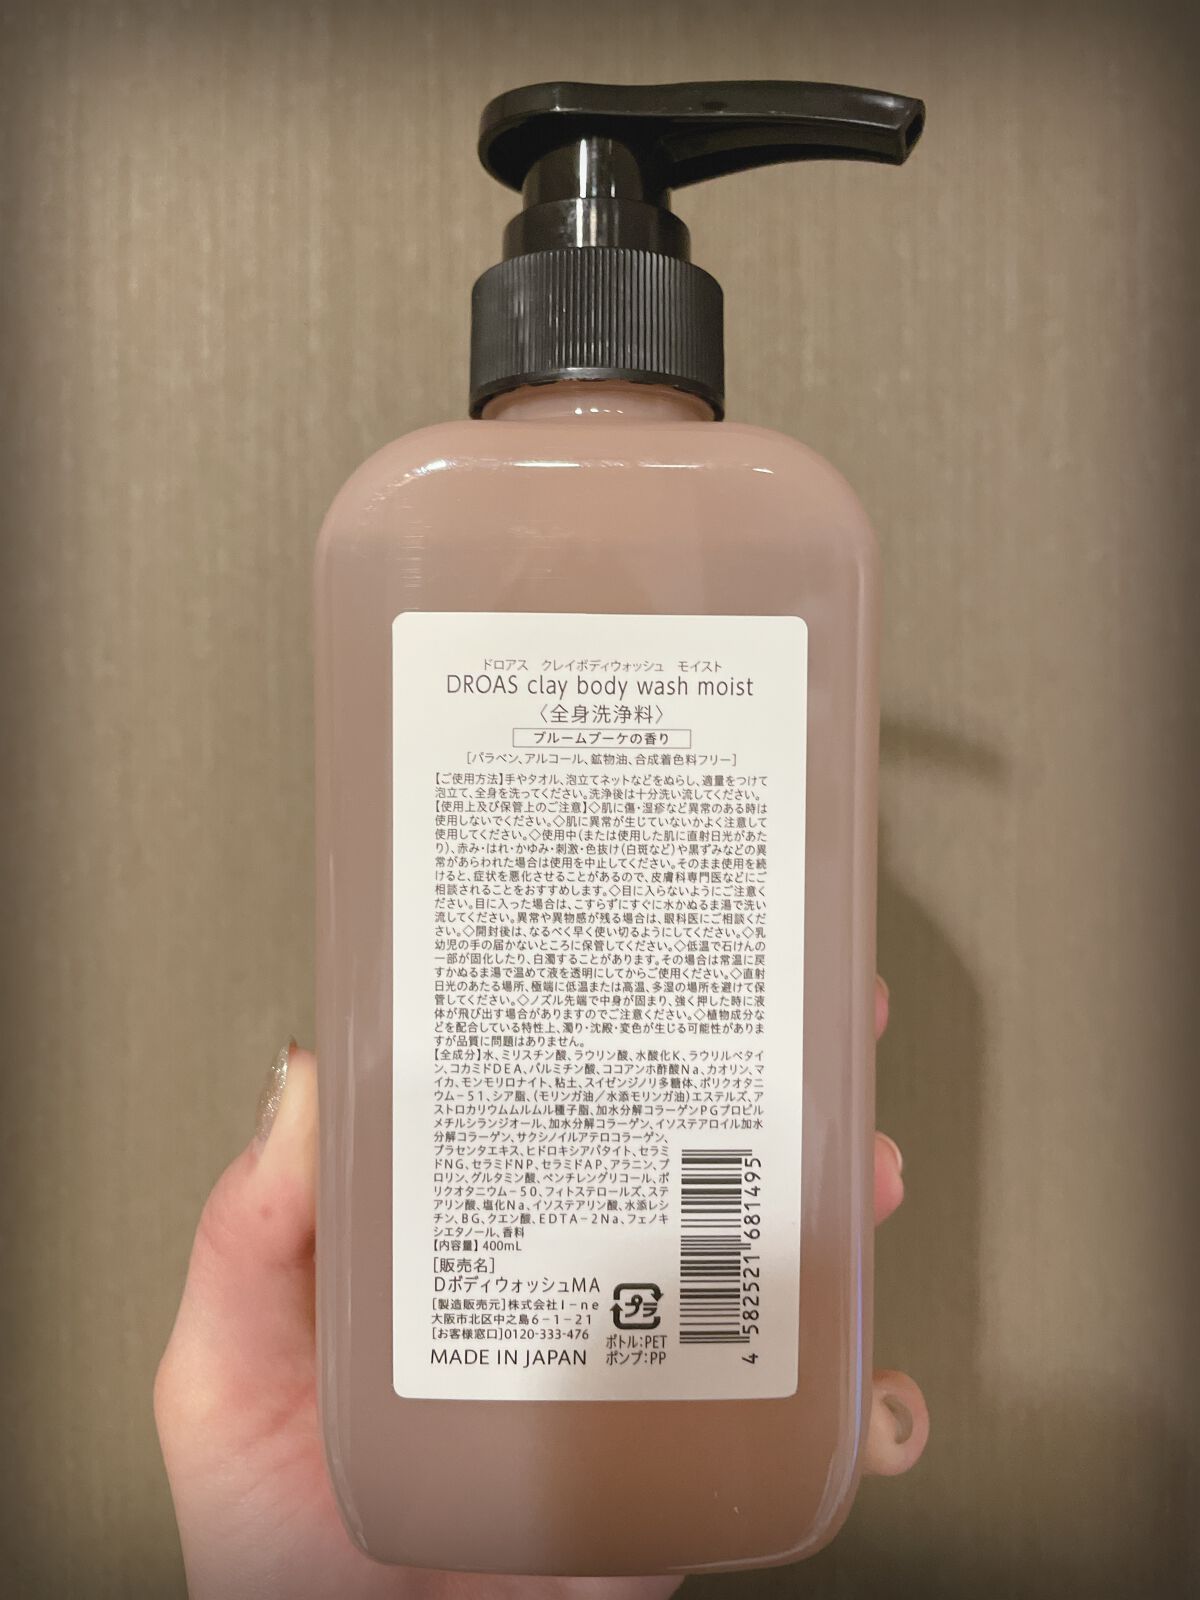 ドロアス クレイボディウォッシュ モイスト
DROAS clay body wash moist
〈全身洗浄料〉
ブルームブーケの香り
[パラベン、アルコール、鉱物油、合成着色料フリー]
【ご使用方法】手やタオル、泡立てネットなどをぬらし、適量をつけて
泡立て、全身を洗ってください。洗浄後は十分洗い流してください。
【使用上及び保管上のご注意】◇肌に傷・湿疹など異常のある時は
使用しないでください。◇肌に異常が生じていないかよく注意して
使用してください。◇使用中(または使用した肌に直射日光があた
り)、赤み・はれ・かゆみ・刺激・色抜け(白斑など)や黒ずみなどの異
常があらわれた場合は使用を中止してください。そのまま使用を続
けると、症状を悪化させることがあるので、皮膚科専門医などにご
相談されることをおすすめします。◇目に入らないようにご注意く
ださい。目に入った場合は、こすらずにすぐに水かぬるま湯で洗い
流してください。異常や異物感が残る場合は、眼科医にご相談くだ
さい。◇開封後は、なるべく早く使い切るようにしてください。◇乳
幼児の手の届かないところに保管してください。◇低温で石けんの
一部が固化したり、白濁することがあります。その場合は常温に戻
すかぬるま湯で温めて液を透明にしてからご使用ください。◇直射
日光のあたる場所、極端に低温または高温、多湿の場所を避けて保
管してください。◇ノズル先端で中身が固まり、強く押した時に液
体が飛び出す場合がありますのでご注意ください。◇植物成分な
どを配合している特性上、濁り・沈殿・変色が生じる可能性がありま
すが品質に問題はありません。
【全成分】水、ミリスチン酸、ラウリン酸、水酸化K、ラウリルベタイ
ン、コカミドDEA、パルミチン酸、ココアンホ酢酸Na、カオリン、マ
イカ、モンモリロナイト、粘土、スイゼンジノリ多糖体、ポリクオタニ
ウム-51、シア脂、(モリンガ油/水添モリンガ油)エステルズ、ア
ストロカリウムムルムル種子脂、加水分解コラーゲンPGプロピル
メチルシランジオール、加水分解コラーゲン、イソステアロイル加水
分解コラーゲン、サクシノイルアテロコラーゲン、
プラセンタエキス、ヒドロキシアパタイト、セラミ
ドNG、セラミドNP、セラミドAP、アラニン、プ
ロリン、グルタミン酸、ペンチレングリコール、ポ
リクオタニウム-50、フィトステロールズ、ステ
アリン酸、塩化Na、イソステアリン酸、水添レシ
チン、BG、クエン酸、EDTA-2Na、フェノキ
シエタノール、香料
【内容量】400mL
[販売名]
DボディウォッシュMA
[製造販売元]株式会社I-ne
大阪市北区中之島6-1-21
[お客様窓口]0120-333-476
MADE IN JAPAN
プラ
ボトル:PET
ポンプ:PP
4 582521 681495